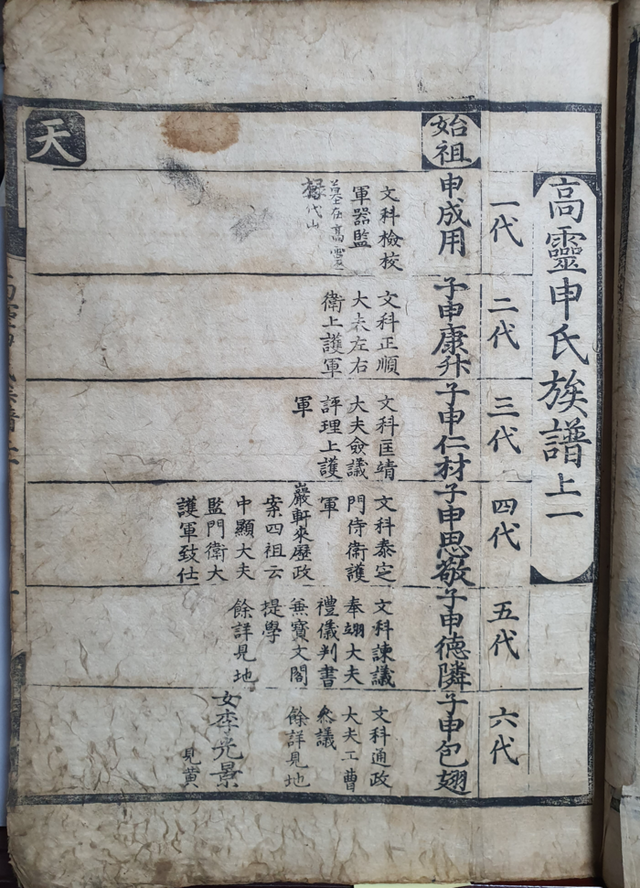 高靈申氏族譜上一
一代
二代
三代
四代
五代
六代
始祖
申成用
文科檢校
軍器監
墓在高靈
代山
子申康升
文科正順
大夫左右
衛上護軍
子申仁材
文科匡靖
大夫僉議
評理上護
軍
子申思敬
文科泰定
門侍衛護
軍
巖軒來歷政
案四祖云
中顯大夫
監門衛大
護軍致仕
子申德隣
文科諫議
奉翊大夫
禮儀判書
兼寶文閣
提學
餘詳見地
子申包翅
文科通政
大夫工曹
參議
餘詳見地
女李光景
見黃
天